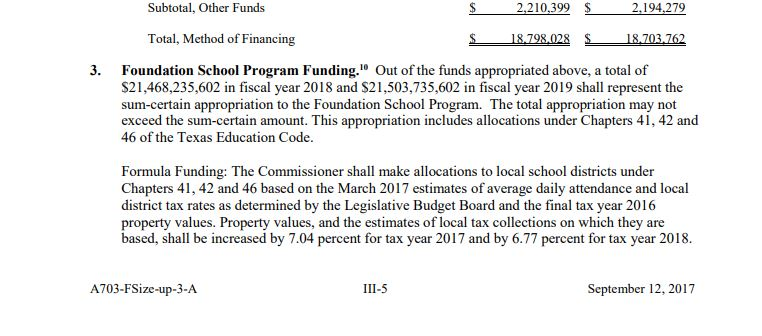 Subtotal, Other Funds $ 2,210,399 $ 2,194,279
Total, Method of Financing $ 18,798,028 $ 18,703,762
3. Foundation School Program Funding.¹⁰ Out of the funds appropriated above, a total of
$21,468,235,602 in fiscal year 2018 and $21,503,735,602 in fiscal year 2019 shall represent the
sum-certain appropriation to the Foundation School Program. The total appropriation may not
exceed the sum-certain amount. This appropriation includes allocations under Chapters 41, 42 and
46 of the Texas Education Code.
Formula Funding: The Commissioner shall make allocations to local school districts under
Chapters 41, 42 and 46 based on the March 2017 estimates of average daily attendance and local
district tax rates as determined by the Legislative Budget Board and the final tax year 2016
property values. Property values, and the estimates of local tax collections on which they are
based, shall be increased by 7.04 percent for tax year 2017 and by 6.77 percent for tax year 2018.
A703-FSize-up-3-A III-5 September 12, 2017